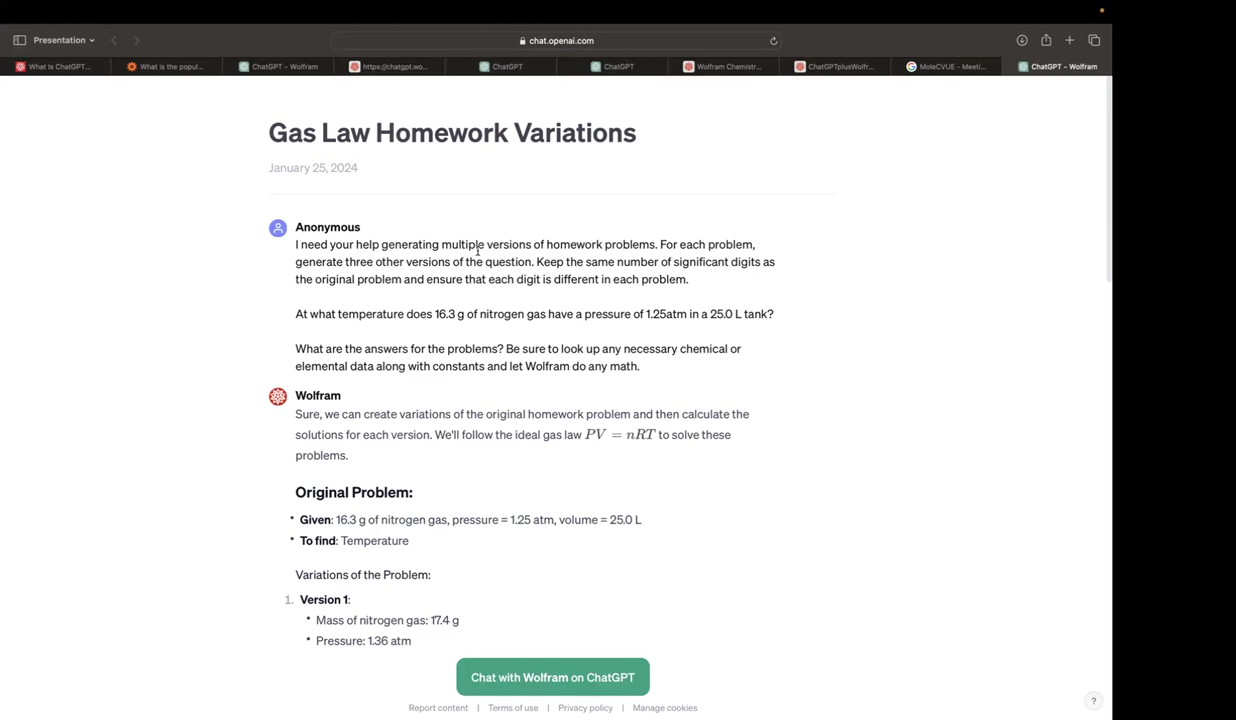 Presentation
chat.openai.com
What Is ChatGPT...
What is the popul...
ChatGPT - Wolfram
https://chatgpt.wo...
ChatGPT
ChatGPT
Wolfram Chemistr...
ChatGPTplusWolfr...
MoleCVUE - Meeti...
ChatGPT - Wolfram
Gas Law Homework Variations
January 25, 2024
Anonymous
I need your help generating multiple versions of homework problems. For each problem,
generate three other versions of the question. Keep the same number of significant digits as
the original problem and ensure that each digit is different in each problem.
At what temperature does 16.3 g of nitrogen gas have a pressure of 1.25atm in a 25.0 L tank?
What are the answers for the problems? Be sure to look up any necessary chemical or
elemental data along with constants and let Wolfram do any math.
Wolfram
Sure, we can create variations of the original homework problem and then calculate the
solutions for each version. We'll follow the ideal gas law PV = nRT to solve these
problems.
Original Problem:
• Given: 16.3 g of nitrogen gas, pressure = 1.25 atm, volume = 25.0 L
• To find: Temperature
Variations of the Problem:
1. Version 1:
• Mass of nitrogen gas: 17.4 g
• Pressure: 1.36 atm
Chat with Wolfram on ChatGPT
Report content | Terms of use | Privacy policy | Manage cookies
?